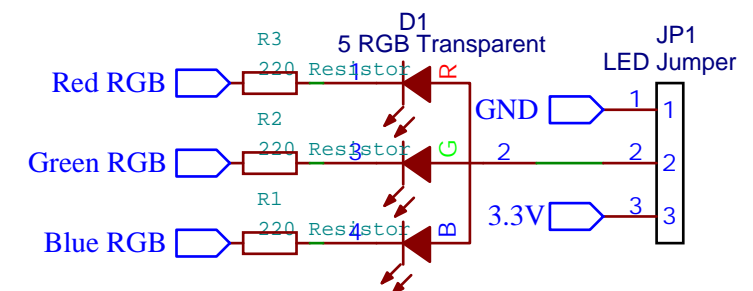 D1
5 RGB Transparent
JP1
LED Jumper
R3
220 Resistor
Red RGB
1
R
GND
1
1
R2
220 Resistor
Green RGB
3
G
2
2
2
R1
220 Resistor
Blue RGB
4
B
3.3V
3
3